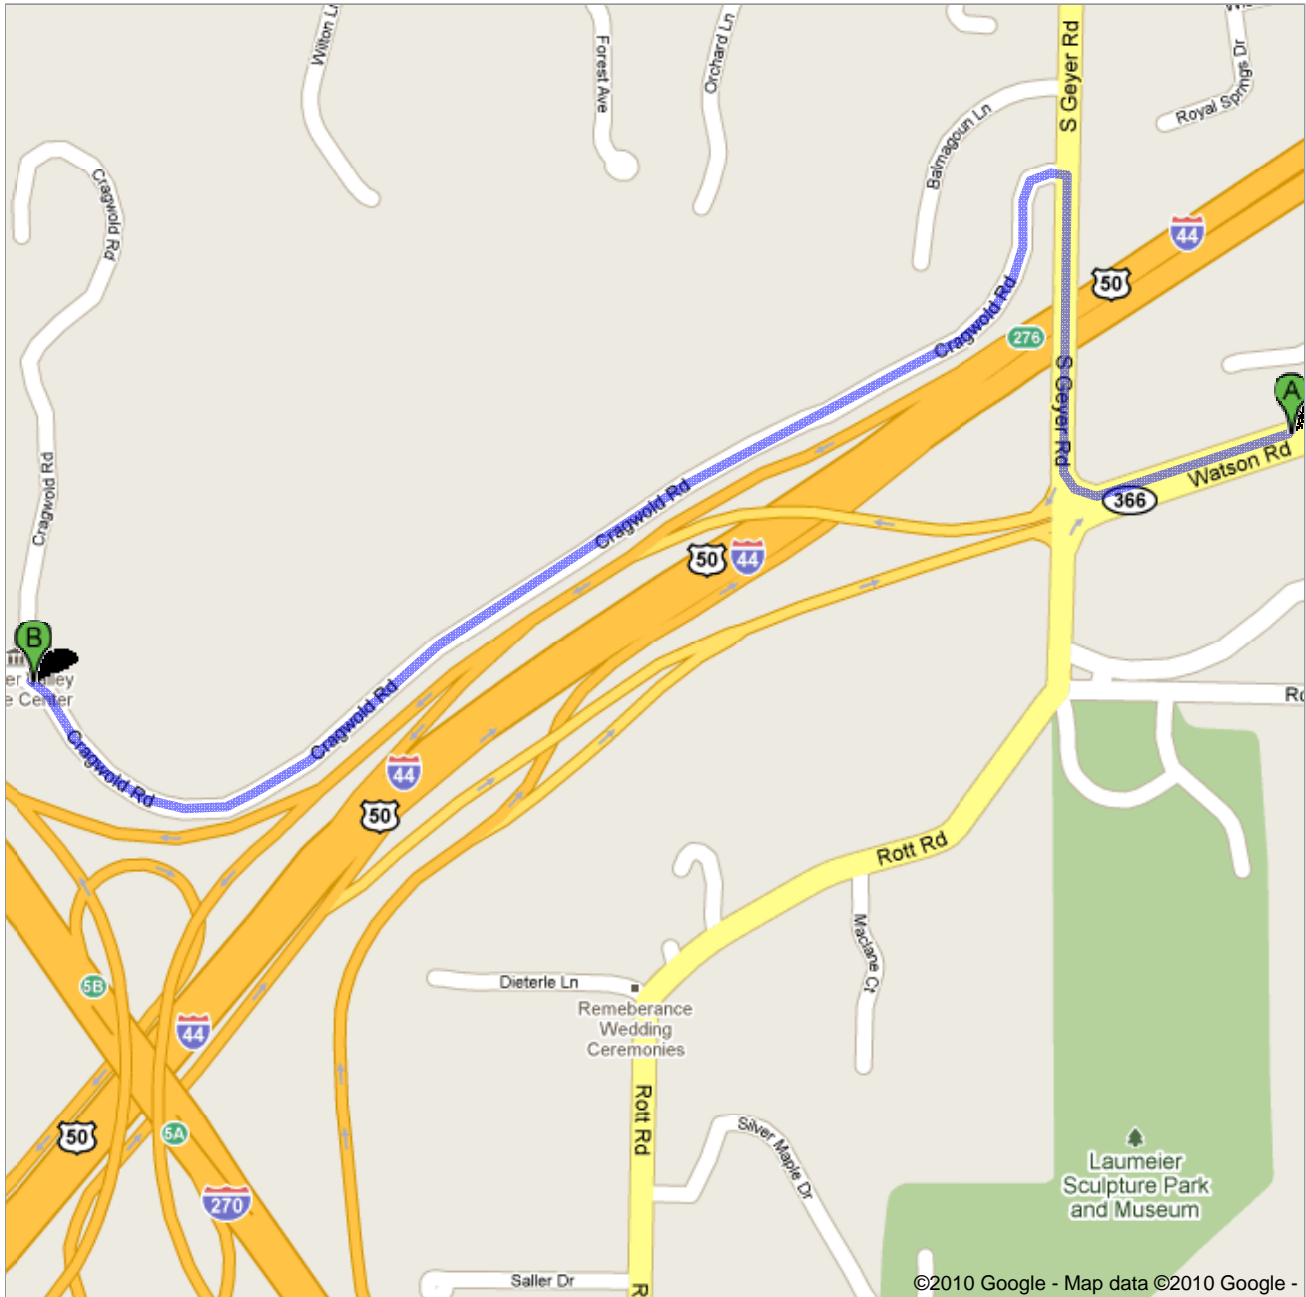 Wilton Ln
Forest Ave
Orchard Ln
S Geyer Rd
Royal Springs Dr
Balmagoun Ln
Cragwold Rd
44
50
276
Cragwold Rd
S Geyer Rd
A
Watson Rd
366
Cragwold Rd
Cragwold Rd
50
44
B
er Valley
e Center
Cragwold Rd
Cragwold Rd
44
50
Rott Rd
Maclane Ct
5B
Dieterle Ln
Remeberance
Wedding
Ceremonies
44
50
5A
Rott Rd
Silver Maple Dr
270
Laumeier
Sculpture Park
and Museum
Saller Dr
R
©2010 Google - Map data ©2010 Google -